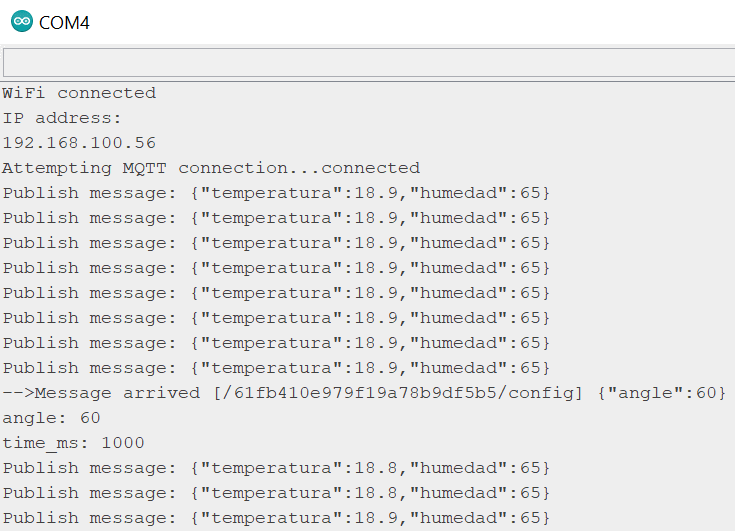 COM4
WiFi connected
IP address:
192.168.100.56
Attempting MQTT connection...connected
Publish message: {"temperatura":18.9,"humedad":65}
Publish message: {"temperatura":18.9,"humedad":65}
Publish message: {"temperatura":18.9,"humedad":65}
Publish message: {"temperatura":18.9,"humedad":65}
Publish message: {"temperatura":18.9,"humedad":65}
Publish message: {"temperatura":18.9,"humedad":65}
Publish message: {"temperatura":18.9,"humedad":65}
Publish message: {"temperatura":18.9,"humedad":65}
-->Message arrived [/61fb410e979f19a78b9df5b5/config] {"angle":60}
angle: 60
time_ms: 1000
Publish message: {"temperatura":18.8,"humedad":65}
Publish message: {"temperatura":18.8,"humedad":65}
Publish message: {"temperatura":18.9,"humedad":65}